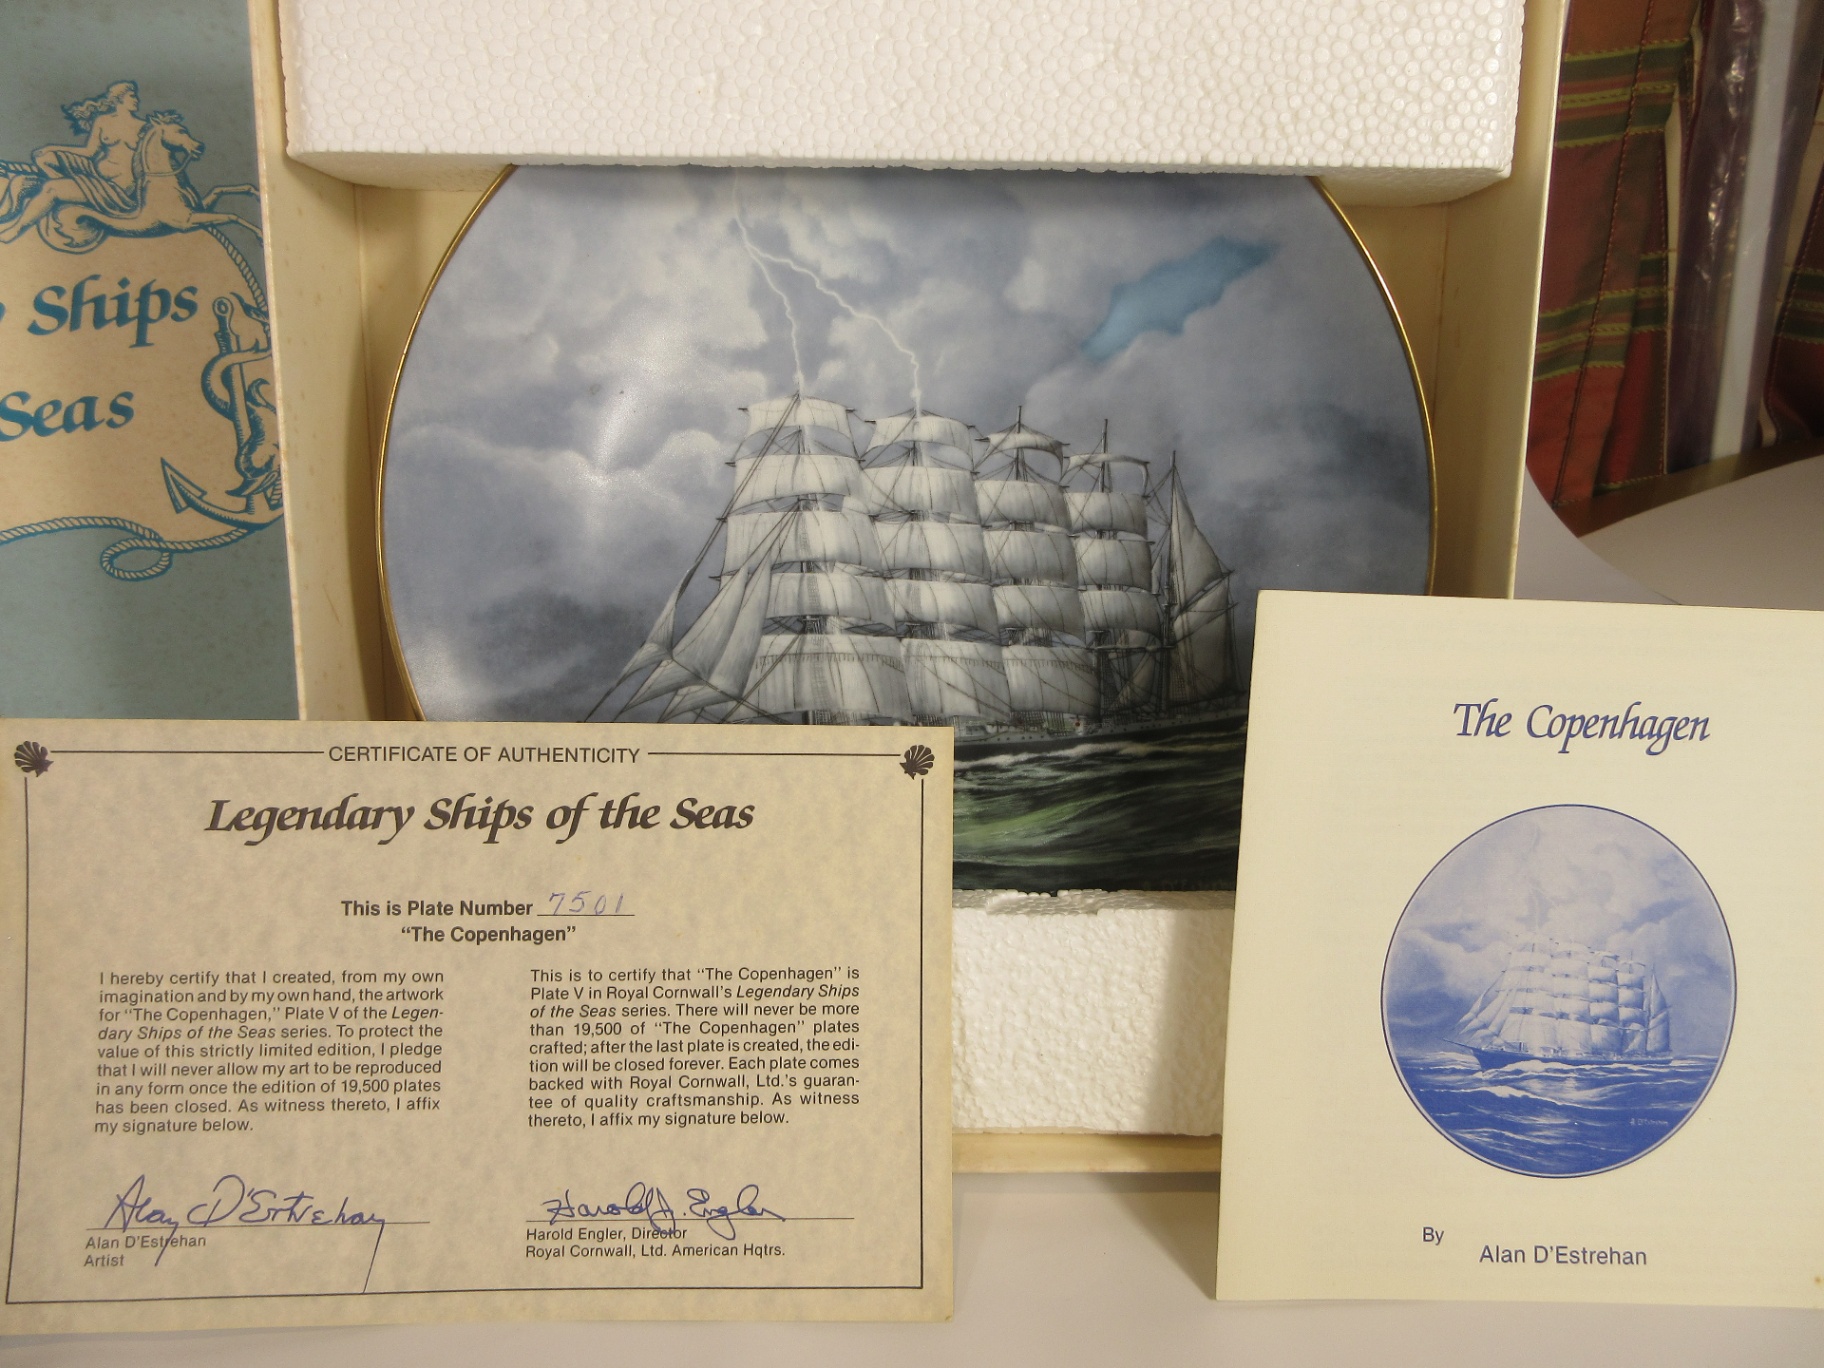 Ships
Seas
CERTIFICATE OF AUTHENTICITY
Legendary Ships of the Seas
This is Plate Number 7501
"The Copenhagen"
I hereby certify that I created, from my own
imagination and by my own hand, the artwork
for "The Copenhagen," Plate V of the Legen-
dary Ships of the Seas series. To protect the
value of this strictly limited edition, I pledge
that I will never allow my art to be reproduced
in any form once the edition of 19,500 plates
has been closed. As witness thereto, I affix
my signature below.
Alan D'Estrehan
Alan D'Estrehan
Artist
This is to certify that "The Copenhagen" is
Plate V in Royal Cornwall's Legendary Ships
of the Seas series. There will never be more
than 19,500 of "The Copenhagen" plates
crafted; after the last plate is created, the edi-
tion will be closed forever. Each plate comes
backed with Royal Cornwall, Ltd.'s guaran-
tee of quality craftsmanship. As witness
thereto, I affix my signature below.
Harold J. Engler
Harold Engler, Director
Royal Cornwall, Ltd. American Hqtrs.
The Copenhagen
By
Alan D'Estrehan